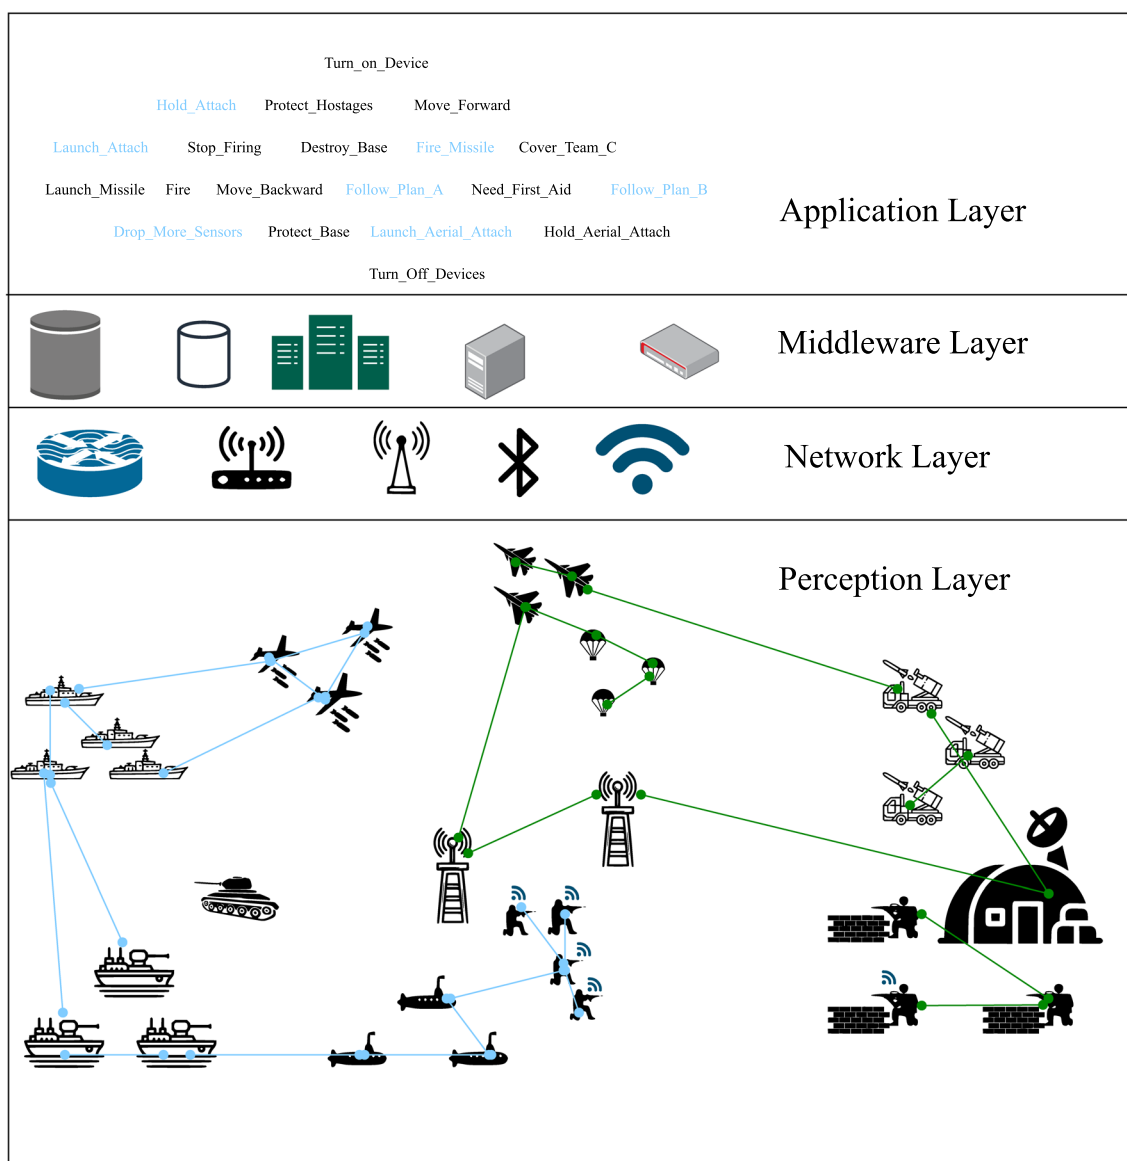 Turn_on_Device
Hold_Attach Protect_Hostages Move_Forward
Launch_Attach Stop_Firing Destroy_Base Fire_Missile Cover_Team_C
Launch_Missile Fire Move_Backward Follow_Plan_A Need_First_Aid Follow_Plan_B
Application Layer
Drop_More_Sensors Protect_Base Launch_Aerial_Attach Hold_Aerial_Attach
Turn_Off_Devices
Middleware Layer
Network Layer
Perception Layer